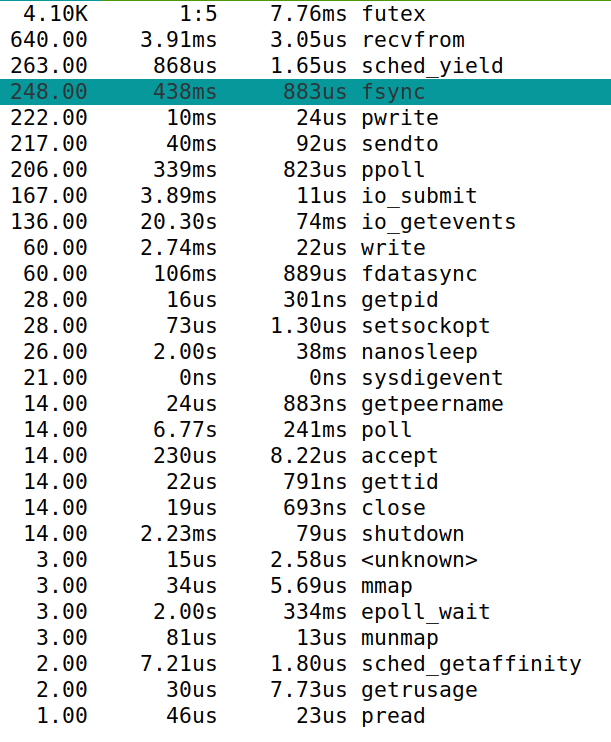 4.10K 1:5 7.76ms futex
640.00 3.91ms 3.05us recvfrom
263.00 868us 1.65us sched_yield
248.00 438ms 883us fsync
222.00 10ms 24us pwrite
217.00 40ms 92us sendto
206.00 339ms 823us ppoll
167.00 3.89ms 11us io_submit
136.00 20.30s 74ms io_getevents
60.00 2.74ms 22us write
60.00 106ms 889us fdatasync
28.00 16us 301ns getpid
28.00 73us 1.30us setsockopt
26.00 2.00s 38ms nanosleep
21.00 0ns 0ns sysdigevent
14.00 24us 883ns getpeername
14.00 6.77s 241ms poll
14.00 230us 8.22us accept
14.00 22us 791ns gettid
14.00 19us 693ns close
14.00 2.23ms 79us shutdown
3.00 15us 2.58us <unknown>
3.00 34us 5.69us mmap
3.00 2.00s 334ms epoll_wait
3.00 81us 13us munmap
2.00 7.21us 1.80us sched_getaffinity
2.00 30us 7.73us getrusage
1.00 46us 23us pread